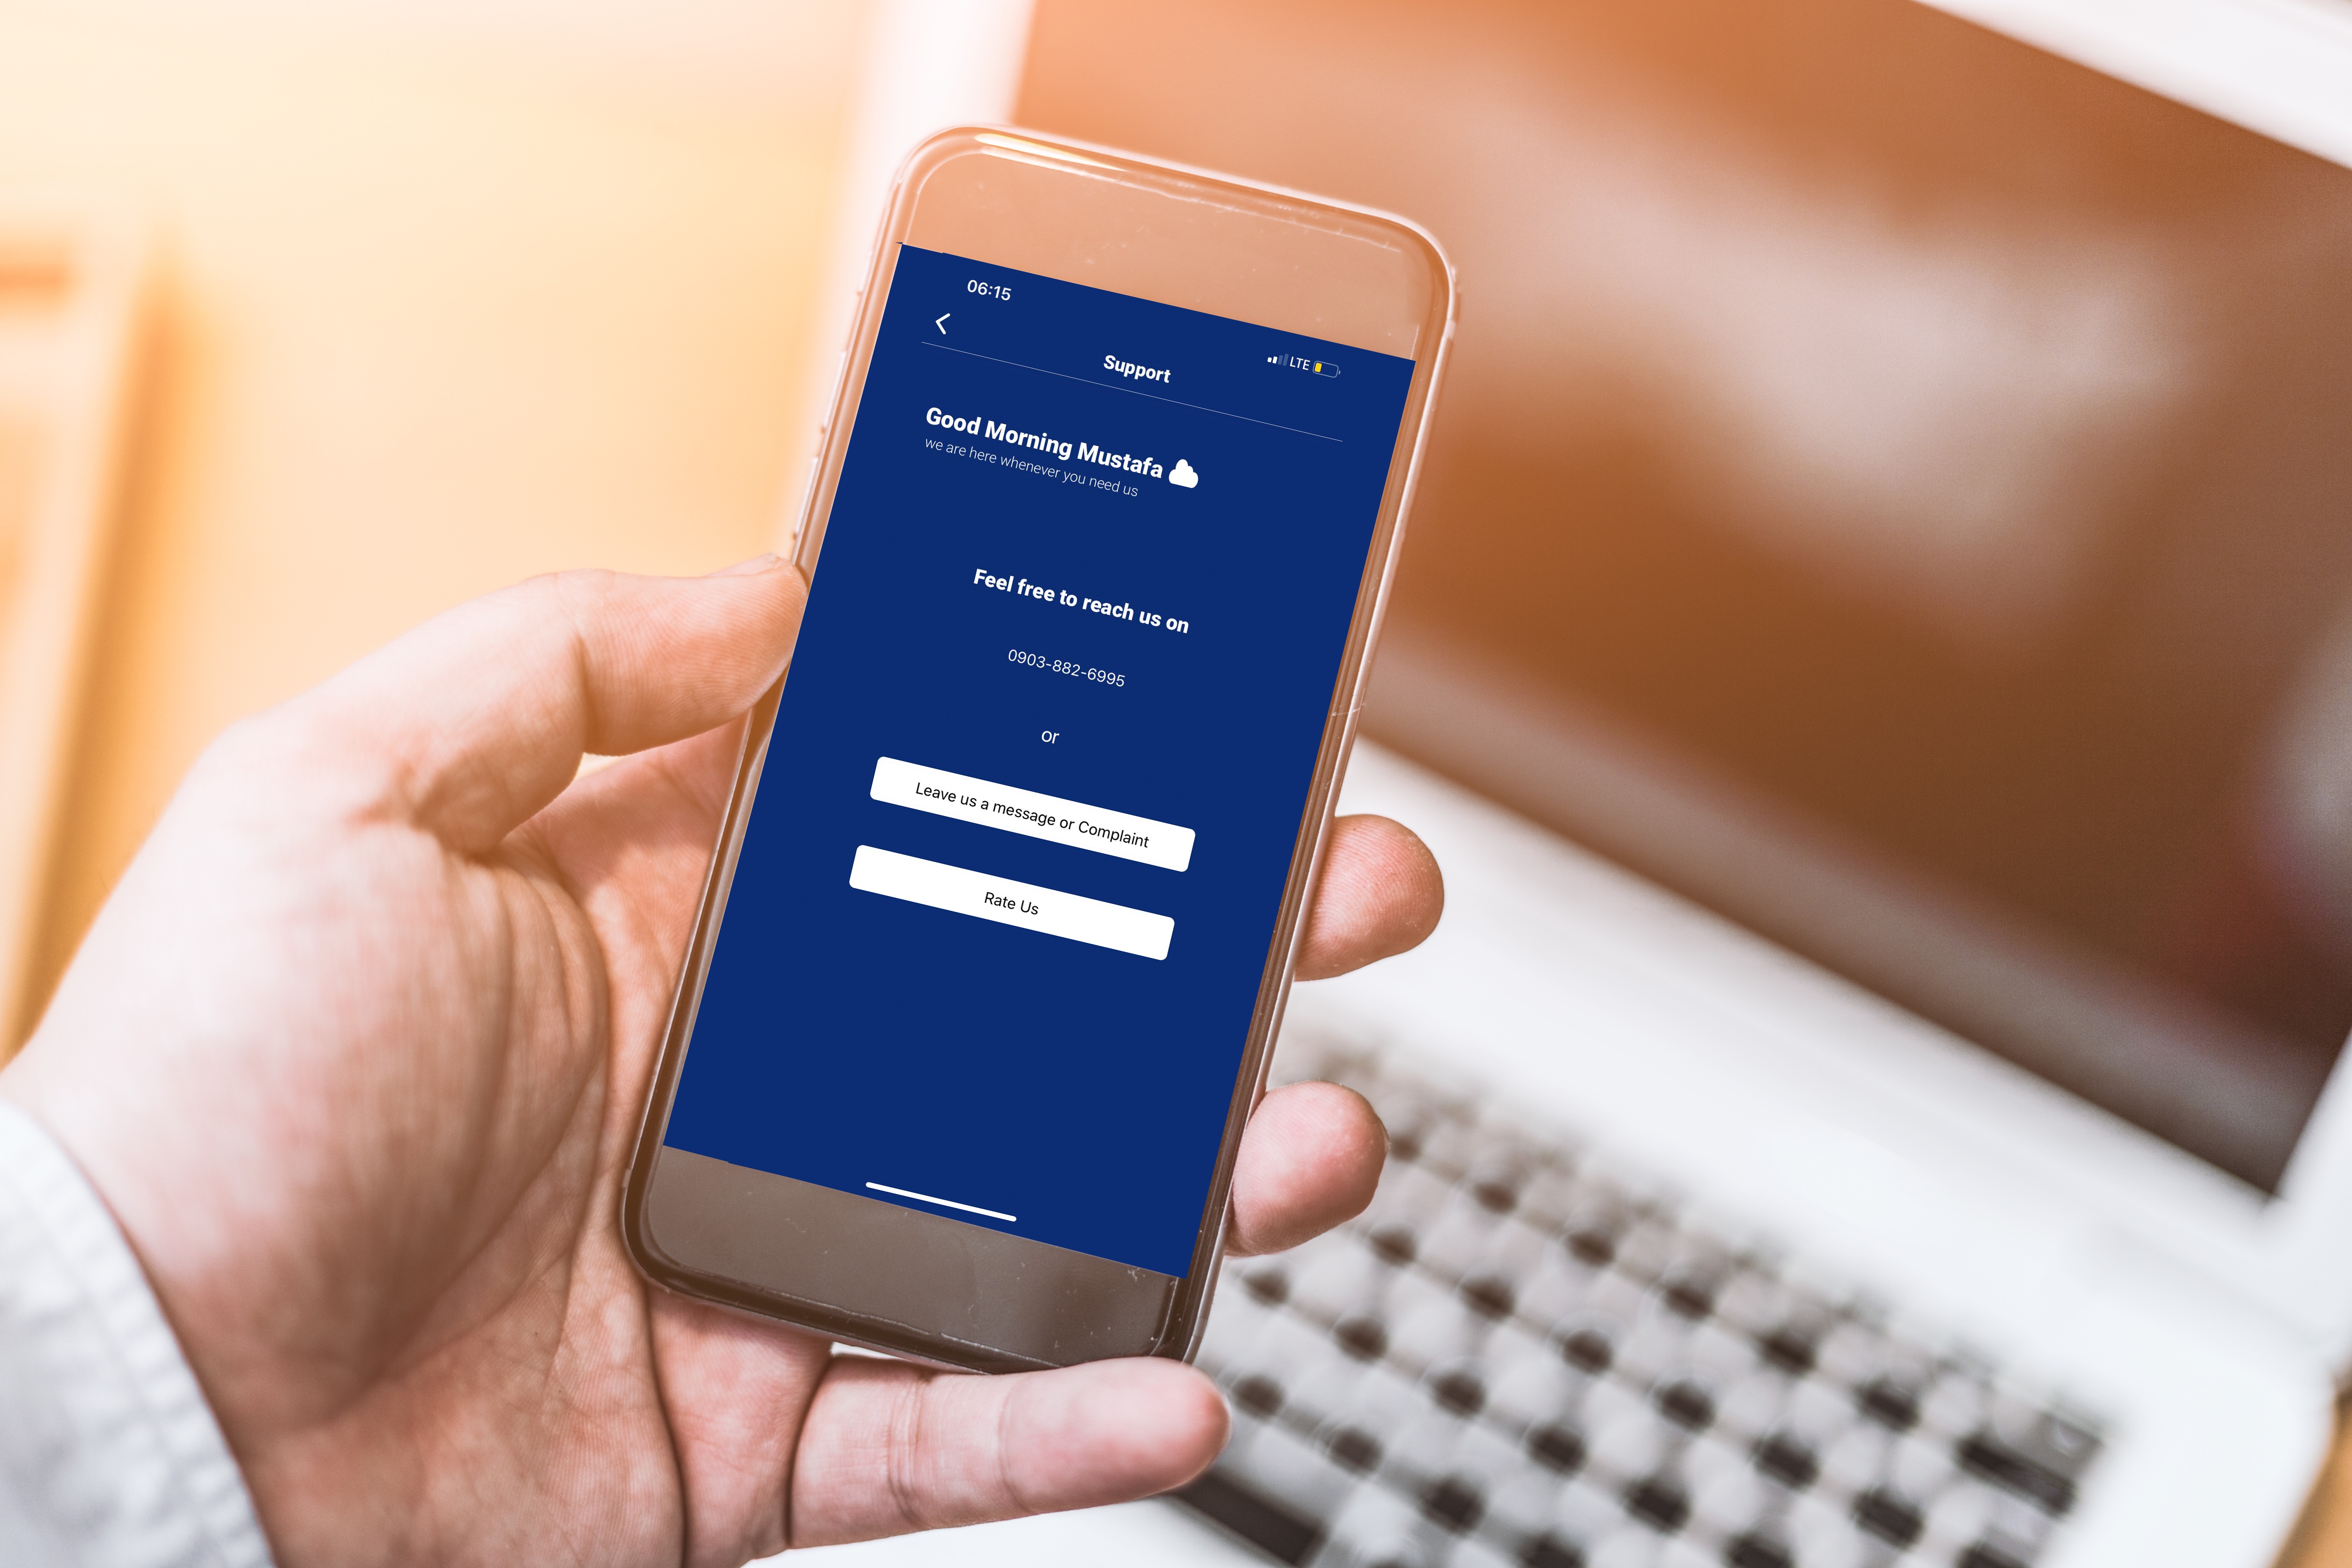 06:15
LTE
Support
Good Morning Mustafa
we are here whenever you need us
Feel free to reach us on
0903-882-6995
or
Leave us a message or Complaint
Rate Us